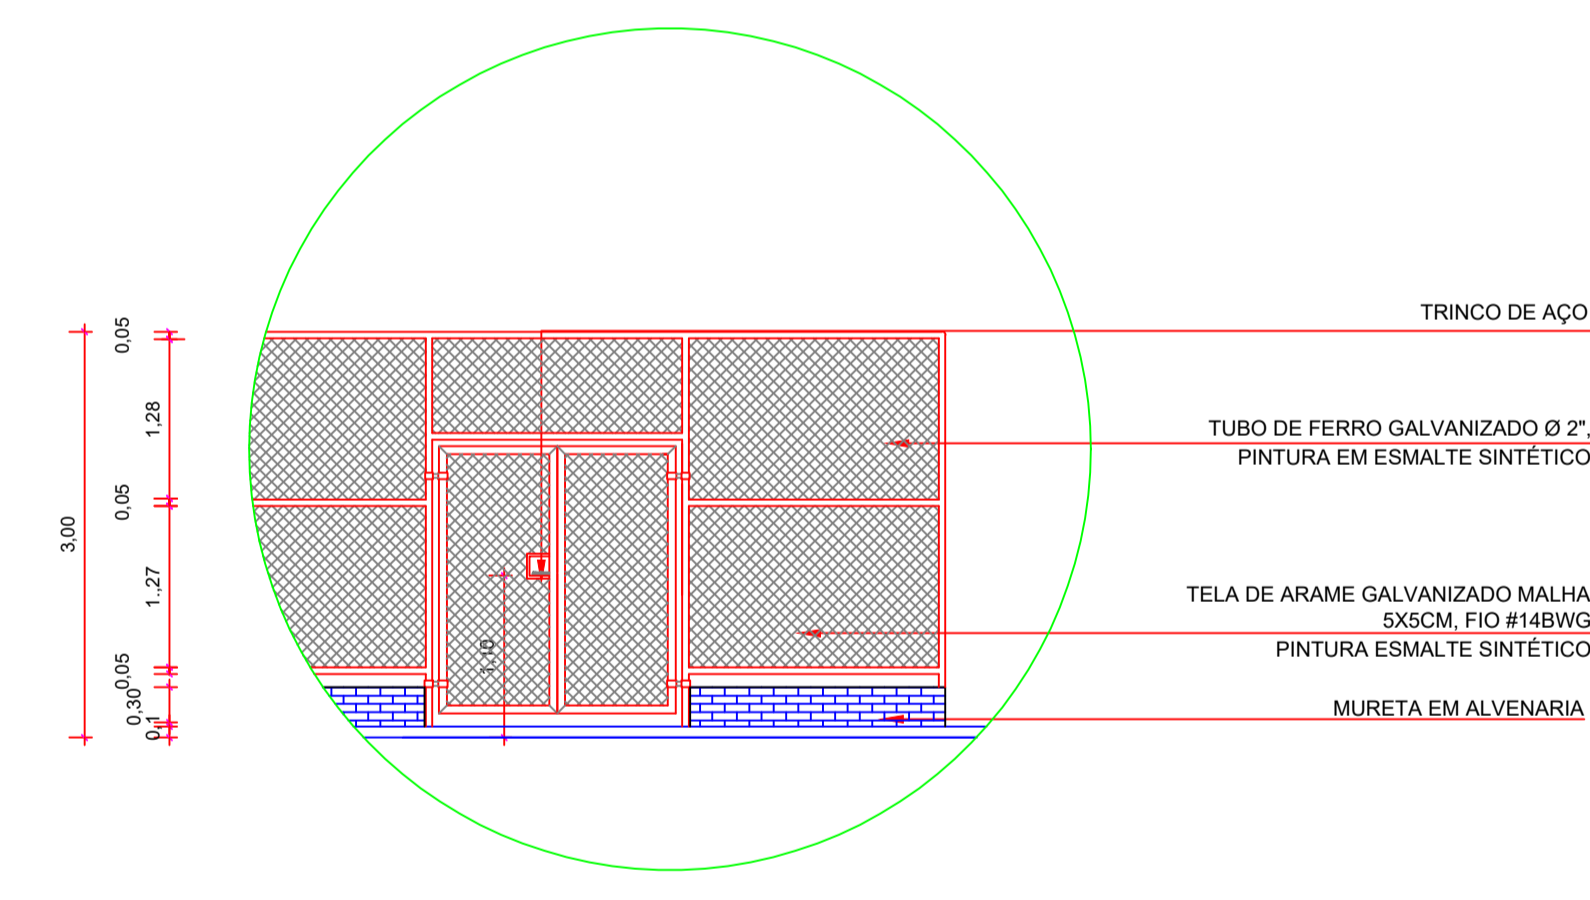 TRINCO DE AÇO
TUBO DE FERRO GALVANIZADO Ø 2",
PINTURA EM ESMALTE SINTÉTICO
TELA DE ARAME GALVANIZADO MALHA
5X5CM, FIO #14BWG
PINTURA ESMALTE SINTÉTICO
MURETA EM ALVENARIA
3,00
0,05
1,28
0,05
1.,27
0,05
0,30
0,1
1,10